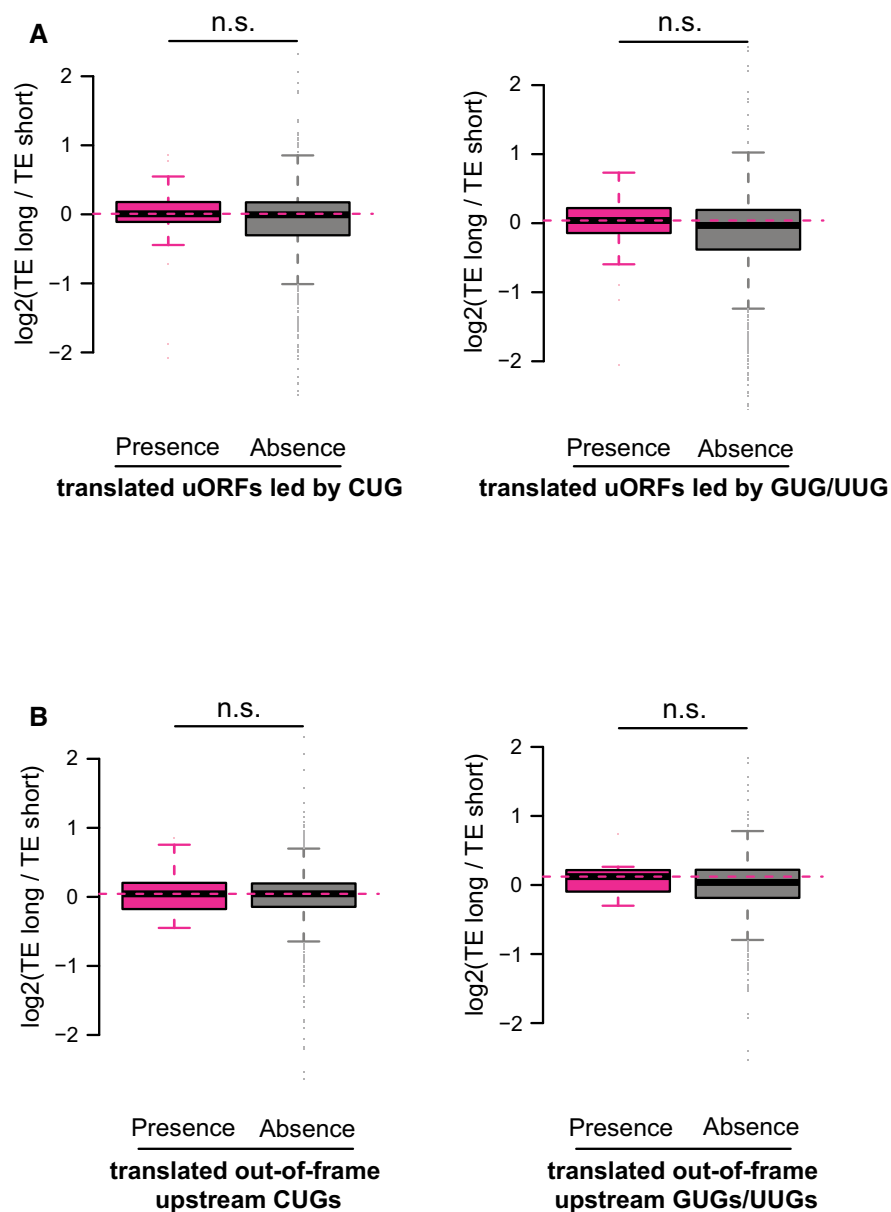 A
n.s.
log2(TE long / TE short)
2
1
0
−1
−2
Presence Absence
translated uORFs led by CUG
n.s.
log2(TE long / TE short)
2
1
0
−1
−2
Presence Absence
translated uORFs led by GUG/UUG
B
n.s.
log2(TE long / TE short)
2
1
0
−1
−2
Presence Absence
translated out-of-frame
upstream CUGs
n.s.
log2(TE long / TE short)
2
1
0
−1
−2
Presence Absence
translated out-of-frame
upstream GUGs/UUGs